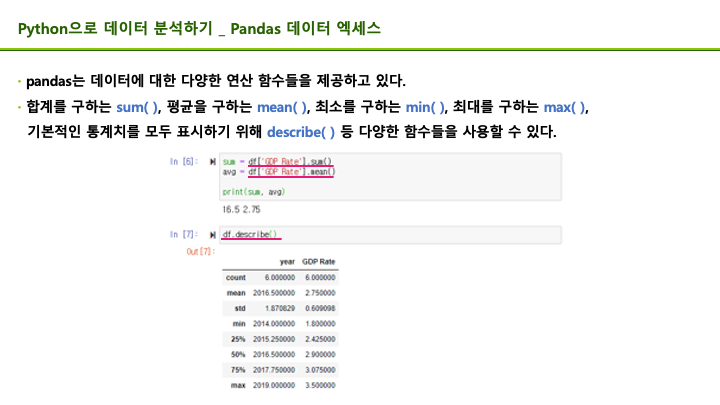 Python으로 데이터 분석하기 _ Pandas 데이터 엑세스
· pandas는 데이터에 대한 다양한 연산 함수들을 제공하고 있다.
· 합계를 구하는 sum( ), 평균을 구하는 mean( ), 최소를 구하는 min( ), 최대를 구하는 max( ),
기본적인 통계치를 모두 표시하기 위해 describe( ) 등 다양한 함수들을 사용할 수 있다.
In [6]: sum = df['GDP Rate'].sum()
avg = df['GDP Rate'].mean()
print(sum, avg)
16.5 2.75
In [7]: df.describe()
Out[7]:
year GDP Rate
count 6.000000 6.000000
mean 2016.500000 2.750000
std 1.870829 0.609098
min 2014.000000 1.800000
25% 2015.250000 2.425000
50% 2016.500000 2.900000
75% 2017.750000 3.075000
max 2019.000000 3.500000